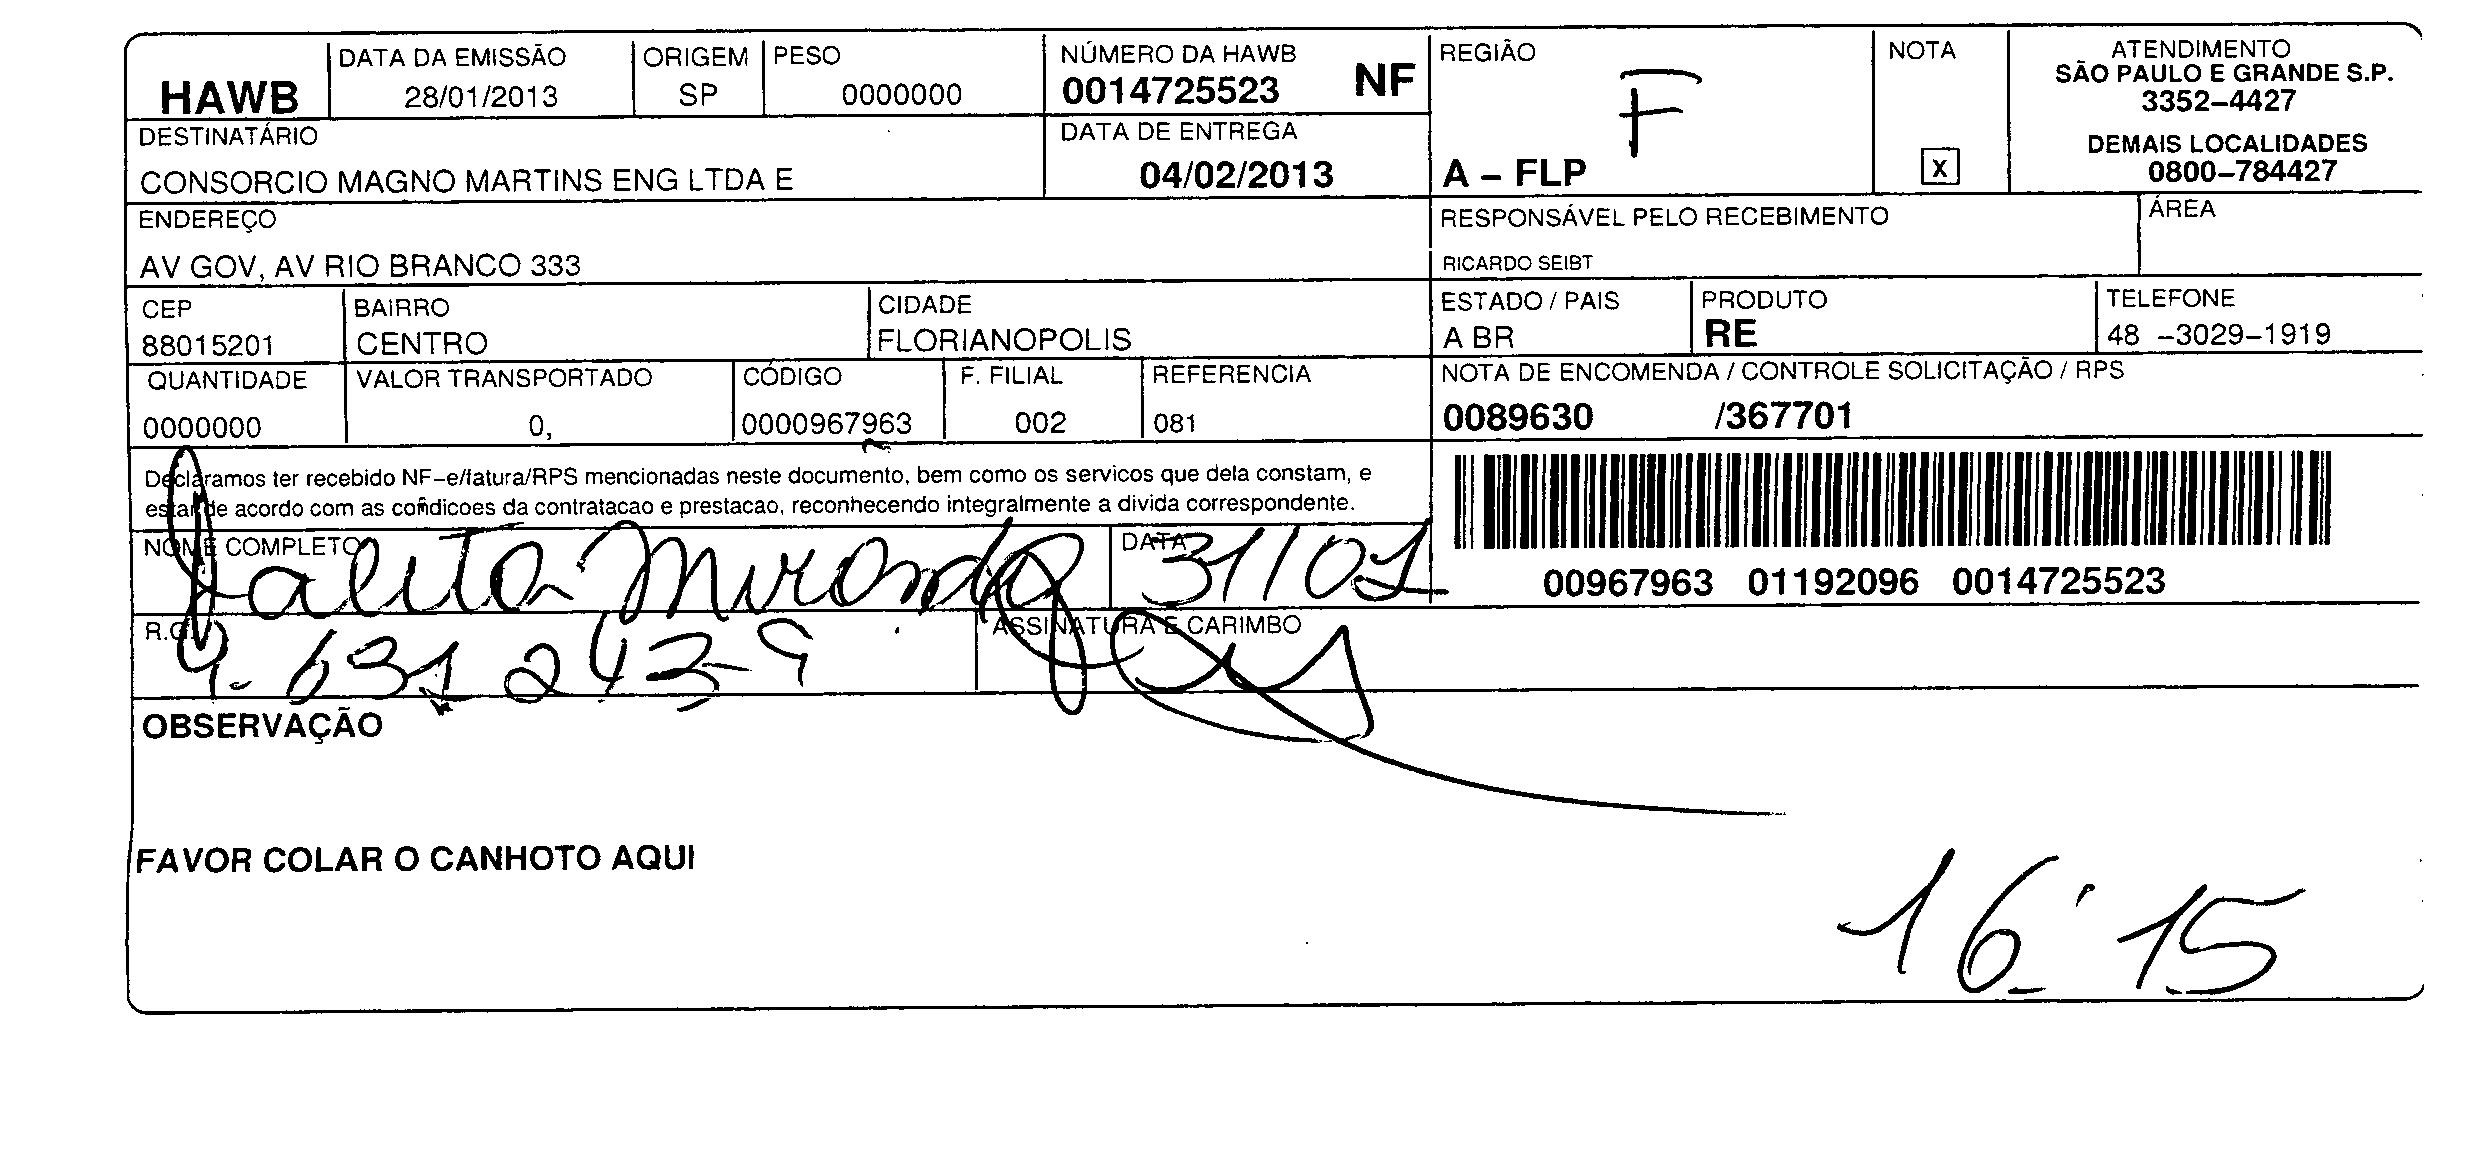 HAWB
DATA DA EMISSÃO
28/01/2013
ORIGEM
SP
PESO
0000000
NÚMERO DA HAWB
0014725523 NF
REGIÃO
F
A – FLP
NOTA
X
ATENDIMENTO
SÃO PAULO E GRANDE S.P.
3352–4427
DEMAIS LOCALIDADES
0800–784427
DESTINATÁRIO
CONSORCIO MAGNO MARTINS ENG LTDA E
DATA DE ENTREGA
04/02/2013
ENDEREÇO
AV GOV, AV RIO BRANCO 333
RESPONSÁVEL PELO RECEBIMENTO
RICARDO SEIBT
ÁREA
CEP
88015201
BAIRRO
CENTRO
CIDADE
FLORIANOPOLIS
ESTADO / PAIS
A BR
PRODUTO
RE
TELEFONE
48 –3029–1919
QUANTIDADE
0000000
VALOR TRANSPORTADO
0,
CÓDIGO
0000967963
F. FILIAL
002
REFERENCIA
081
NOTA DE ENCOMENDA / CONTROLE SOLICITAÇÃO / RPS
0089630 /367701
Declaramos ter recebido NF–e/fatura/RPS mencionadas neste documento, bem como os servicos que dela constam, e
estar de acordo com as condicoes da contratacao e prestacao, reconhecendo integralmente a divida correspondente.
00967963 01192096 0014725523
NOME COMPLETO
Miranda
DATA
31/01
R.G.
4.631243-9
ASSINATURA E CARIMBO
OBSERVAÇÃO
FAVOR COLAR O CANHOTO AQUI
16:15